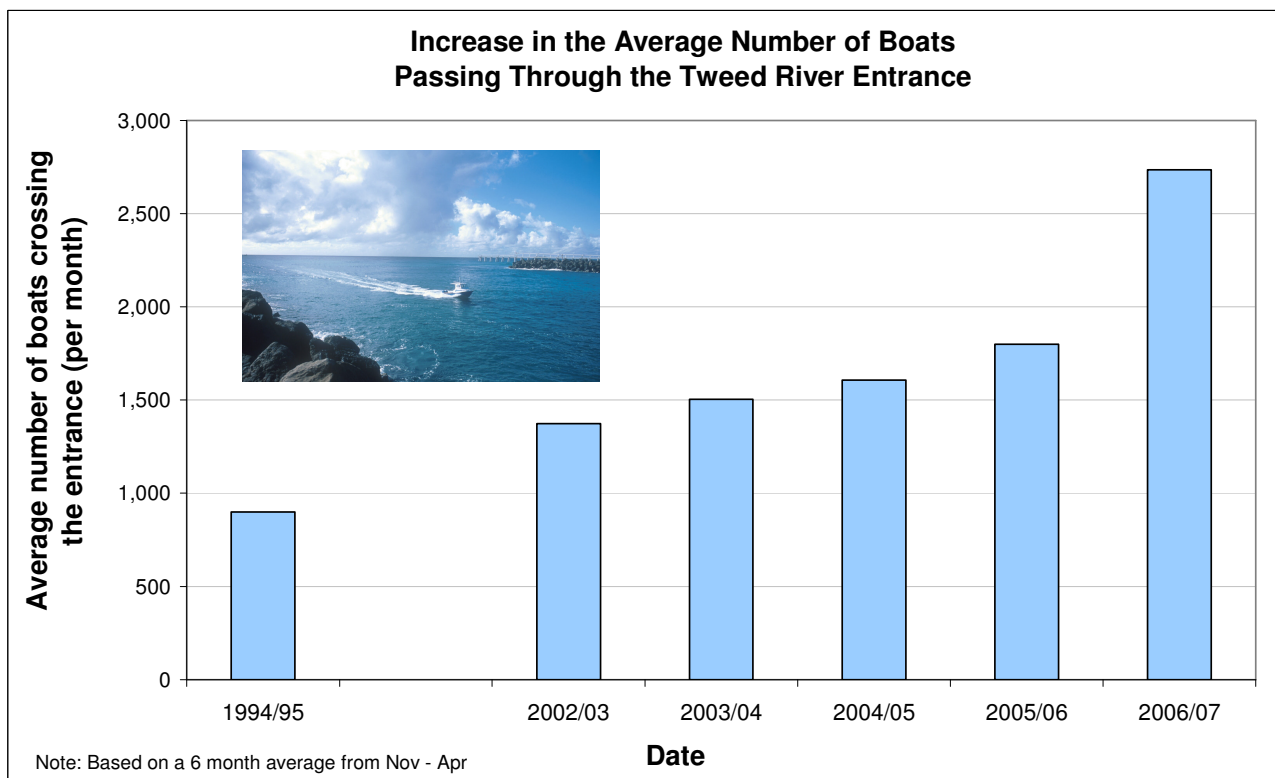 Increase in the Average Number of Boats
Passing Through the Tweed River Entrance
Average number of boats crossing
the entrance (per month)
3,000
2,500
2,000
1,500
1,000
500
0
1994/95
2002/03
2003/04
2004/05
2005/06
2006/07
Date
Note: Based on a 6 month average from Nov - Apr